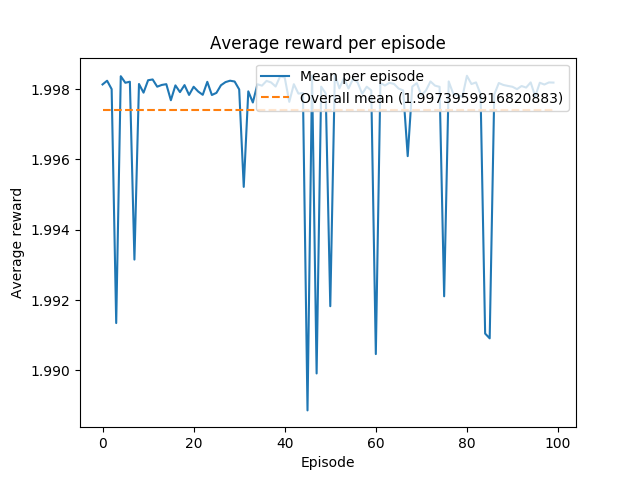 Average reward per episode
Mean per episode
Overall mean (1.9973959916820883)
1.998
1.996
1.994
1.992
1.990
Average reward
0 20 40 60 80 100
Episode